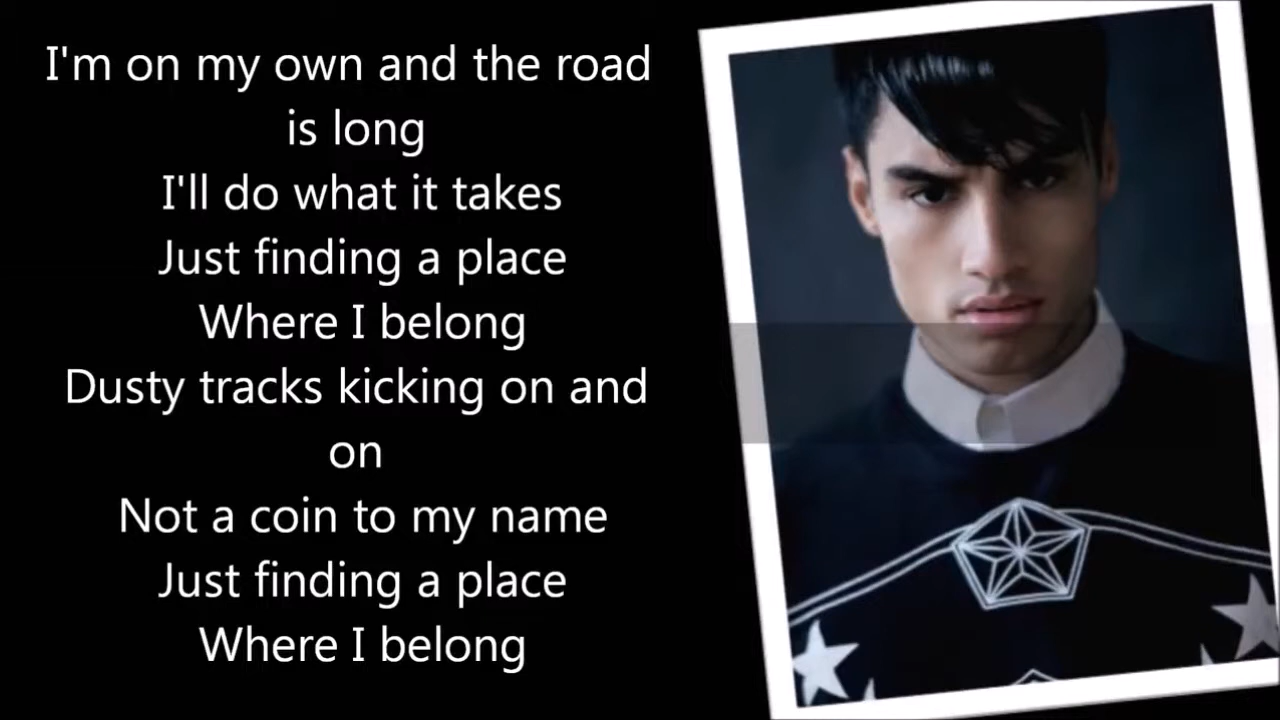 I'm on my own and the road
is long
I'll do what it takes
Just finding a place
Where I belong
Dusty tracks kicking on and
on
Not a coin to my name
Just finding a place
Where I belong